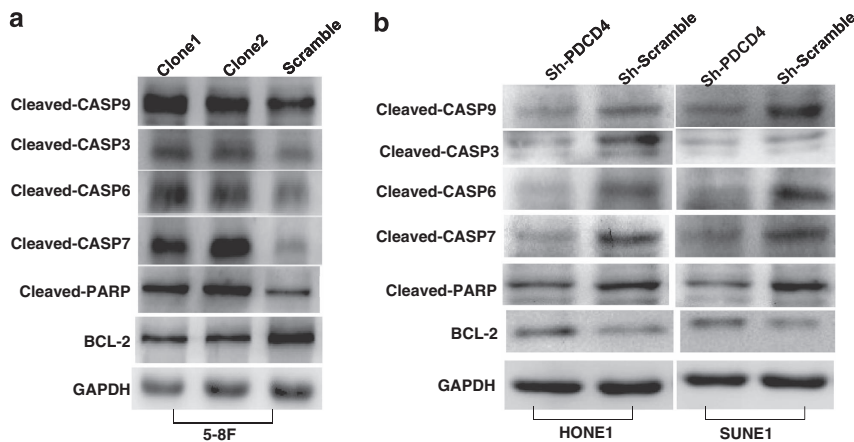 a
Clone1 Clone2 Scramble
Cleaved-CASP9
Cleaved-CASP3
Cleaved-CASP6
Cleaved-CASP7
Cleaved-PARP
BCL-2
GAPDH
5-8F
b
Sh-PDCD4 Sh-Scramble Sh-PDCD4 Sh-Scramble
Cleaved-CASP9
Cleaved-CASP3
Cleaved-CASP6
Cleaved-CASP7
Cleaved-PARP
BCL-2
GAPDH
HONE1 SUNE1